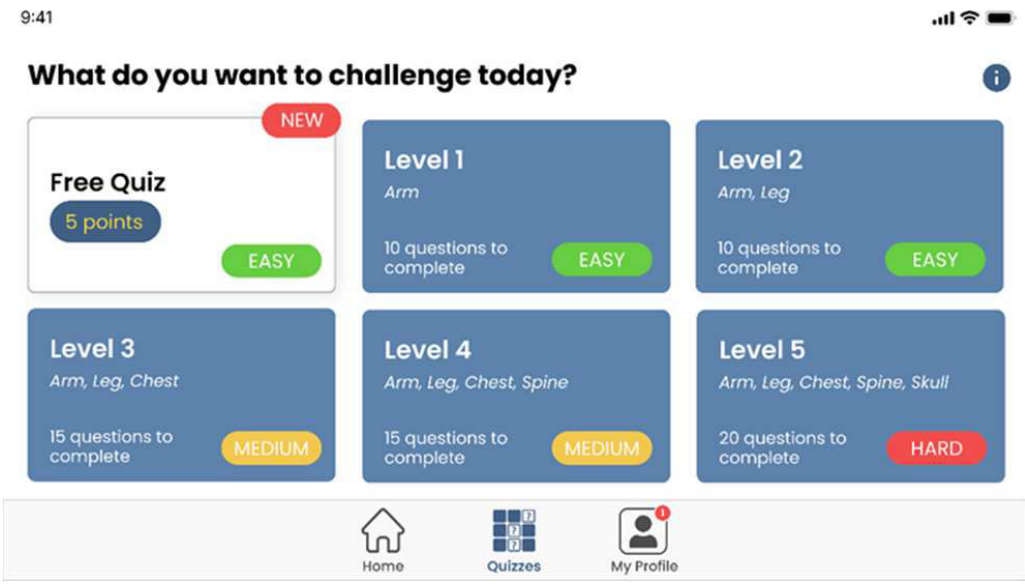 9:41
What do you want to challenge today?
i
NEW
Free Quiz
5 points
EASY
Level 1
Arm
10 questions to
complete
EASY
Level 2
Arm, Leg
10 questions to
complete
EASY
Level 3
Arm, Leg, Chest
15 questions to
complete
MEDIUM
Level 4
Arm, Leg, Chest, Spine
15 questions to
complete
MEDIUM
Level 5
Arm, Leg, Chest, Spine, Skull
20 questions to
complete
HARD
Home
?
?
?
Quizzes
1
My Profile